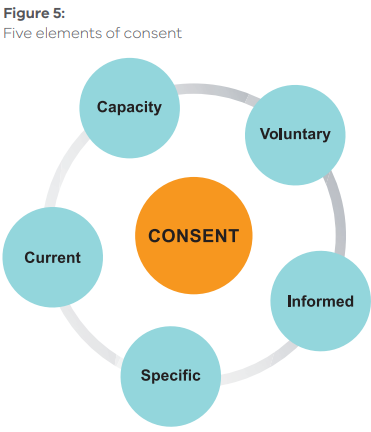 Figure 5:
Five elements of consent
Capacity
Voluntary
CONSENT
Current
Informed
Specific